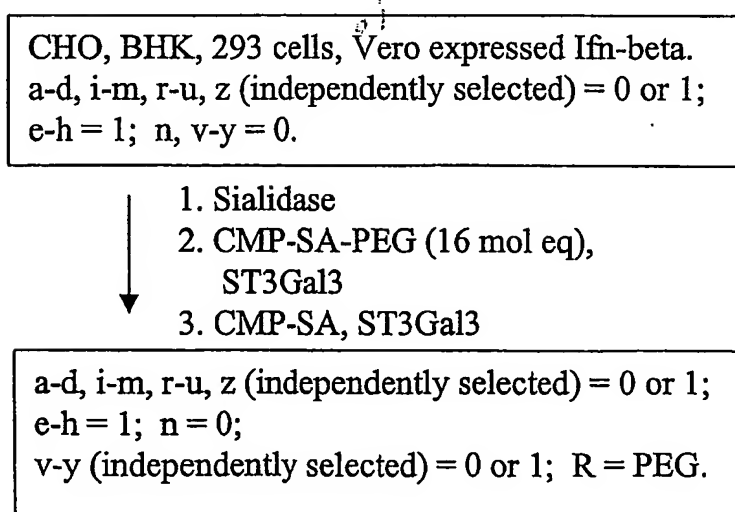 CHO, BHK, 293 cells, Vero expressed Ifn-beta.
a-d, i-m, r-u, z (independently selected) = 0 or 1;
e-h = 1; n, v-y = 0.
1. Sialidase
2. CMP-SA-PEG (16 mol eq),
ST3Gal3
3. CMP-SA, ST3Gal3
a-d, i-m, r-u, z (independently selected) = 0 or 1;
e-h = 1; n = 0;
v-y (independently selected) = 0 or 1; R = PEG.